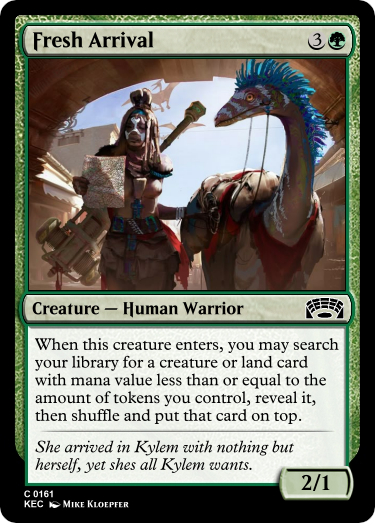 Fresh Arrival 3
Creature — Human Warrior
When this creature enters, you may search
your library for a creature or land card
with mana value less than or equal to the
amount of tokens you control, reveal it,
then shuffle and put that card on top.
She arrived in Kylem with nothing but
herself, yet shes all Kylem wants.
2/1
C 0161
KEC Mike Kloepfer